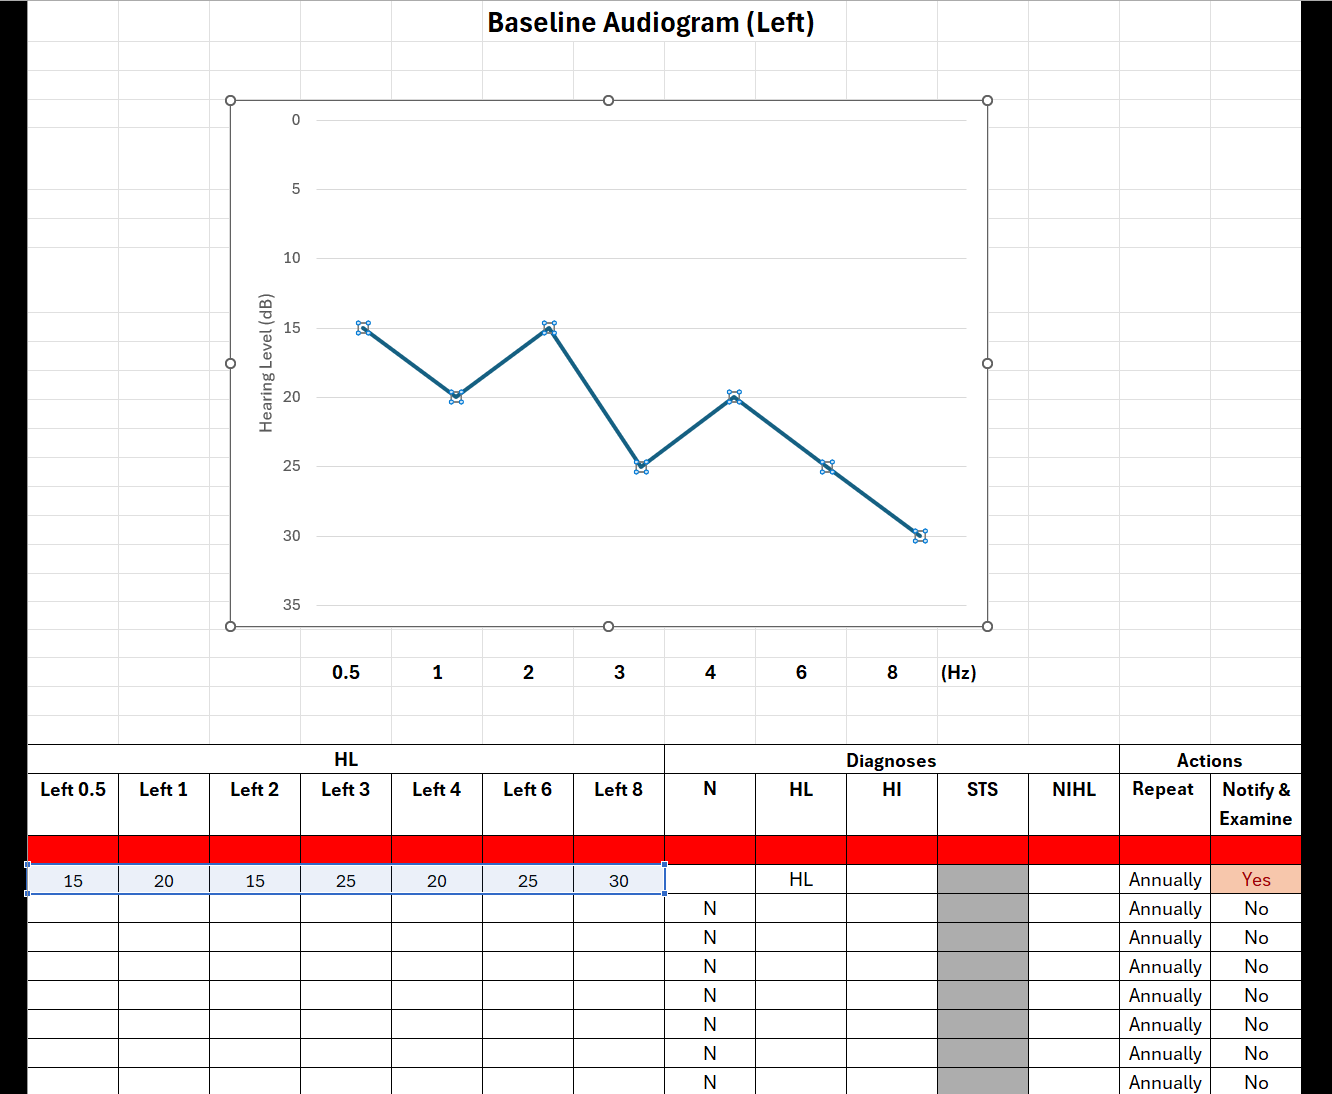 Baseline Audiogram (Left)
0
5
10
15
20
25
30
35
Hearing Level (dB)
0.5 1 2 3 4 6 8 (Hz)
HL Diagnoses Actions
Left 0.5 Left 1 Left 2 Left 3 Left 4 Left 6 Left 8 N HL HI STS NIHL Repeat Notify &
Examine
15 20 15 25 20 25 30 HL Annually Yes
N Annually No
N Annually No
N Annually No
N Annually No
N Annually No
N Annually No
N Annually No